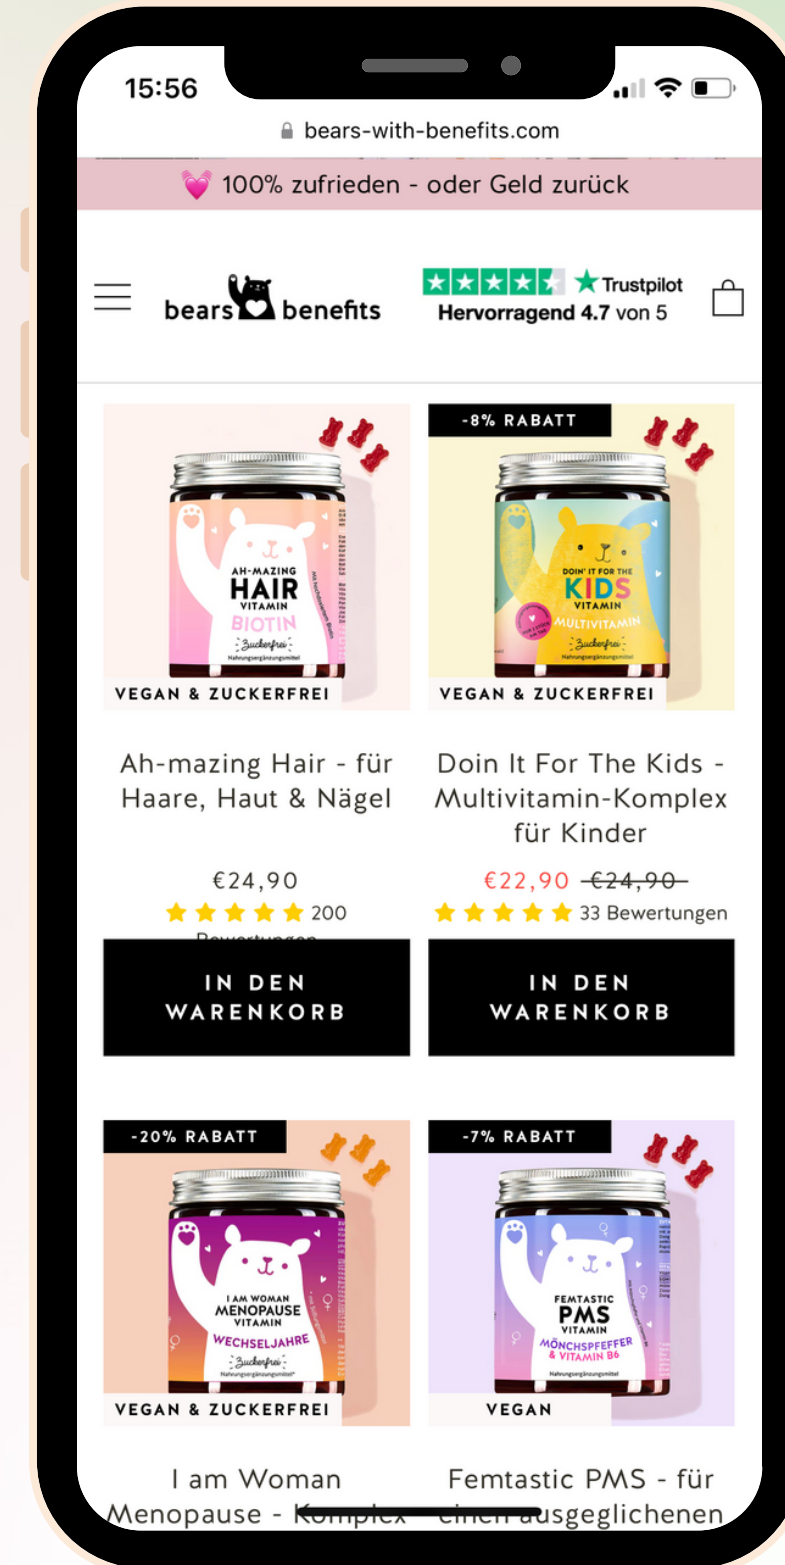 15:56
bears-with-benefits.com
💓 100% zufrieden - oder Geld zurück
bears benefits
Trustpilot
Hervorragend 4.7 von 5
AH-MAZING
HAIR
VITAMIN
BIOTIN
Zuckerfrei
Nahrungsergänzungsmittel
Mit hochdosiertem Biotin
VEGAN & ZUCKERFREI
-8% RABATT
DOIN' IT FOR THE
KIDS
VITAMIN
MULTIVITAMIN
Zuckerfrei
Nahrungsergänzungsmittel
VEGAN & ZUCKERFREI
Ah-mazing Hair - für
Haare, Haut & Nägel
€24,90
200
Bewertungen
IN DEN
WARENKORB
Doin It For The Kids -
Multivitamin-Komplex
für Kinder
€22,90 €24,90
33 Bewertungen
IN DEN
WARENKORB
-20% RABATT
I AM WOMAN
MENOPAUSE
VITAMIN
WECHSELJAHRE
Zuckerfrei
Nahrungsergänzungsmittel*
VEGAN & ZUCKERFREI
-7% RABATT
FEMTASTIC
PMS
VITAMIN
MÖNCHSPFEFFER
& VITAMIN B6
Nahrungsergänzungsmittel
VEGAN
I am Woman
Menopause - Komplex
Femtastic PMS - für
einen ausgeglichenen